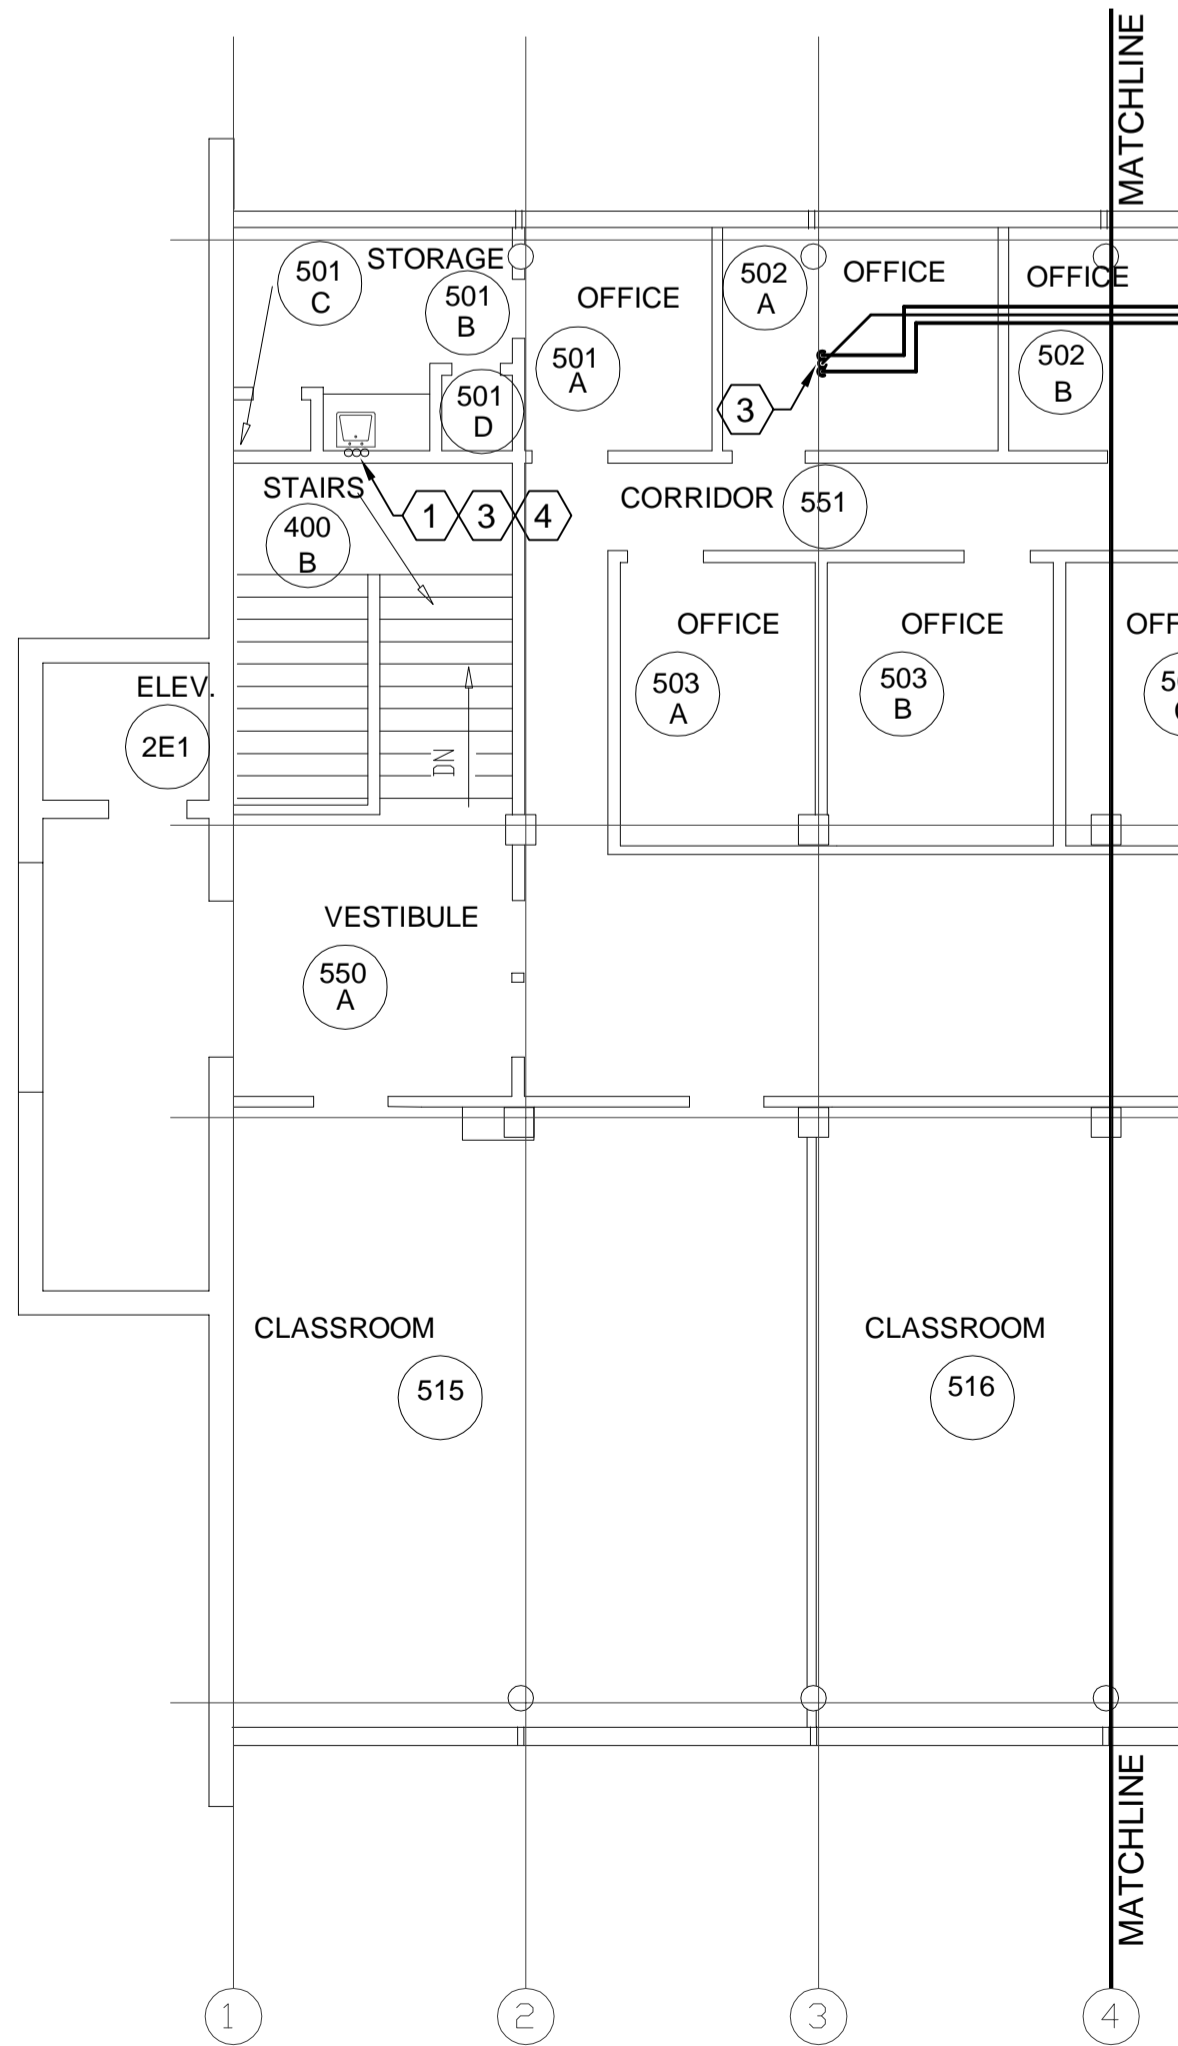 MATCHLINE
STORAGE
501
C
501
B
OFFICE
501
A
501
D
502
A
OFFICE
OFFICE
502
B
3
STAIRS
400
B
1
3
4
CORRIDOR
551
OFFICE
503
A
OFFICE
503
B
OFF
ELEV.
2E1
DN
VESTIBULE
550
A
CLASSROOM
515
CLASSROOM
516
MATCHLINE
1
2
3
4